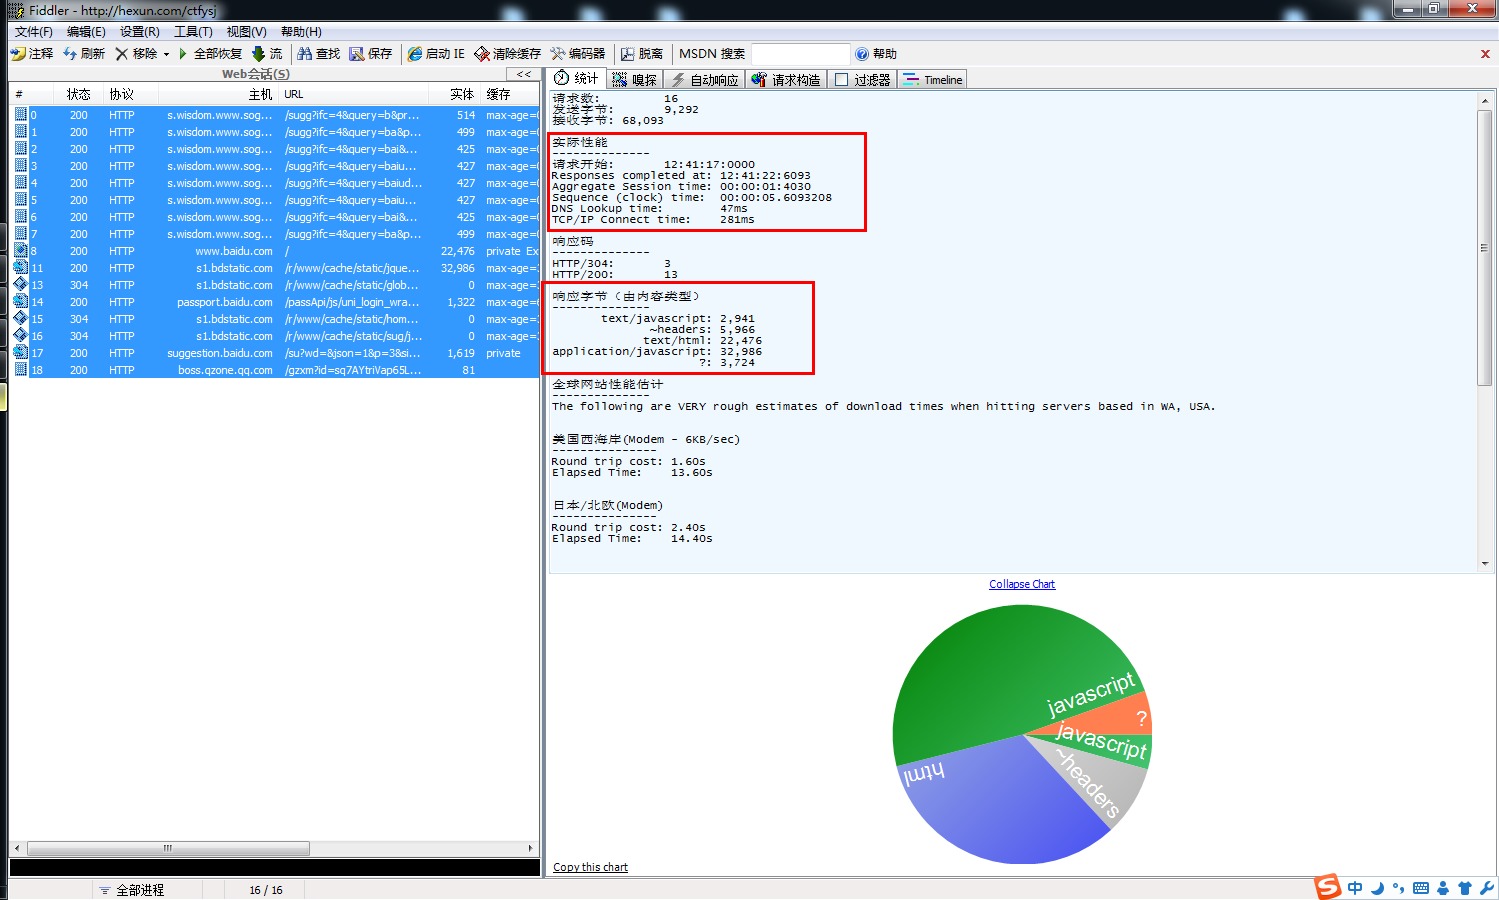 Fiddler - http://hexun.com/ctfysj
文件(F) 编辑(E) 设置(R) 工具(T) 视图(V) 帮助(H)
注释 刷新 移除 全部恢复 流 查找 保存 启动 IE 清除缓存 编码器 脱离 MSDN 搜索 帮助
Web会话(S) <<
# 状态 协议 主机 URL 实体 缓存
0 200 HTTP s.wisdom.www.sog... /sugg?ifc=4&query=b&pr... 514 max-age=0
1 200 HTTP s.wisdom.www.sog... /sugg?ifc=4&query=ba&p... 499 max-age=0
2 200 HTTP s.wisdom.www.sog... /sugg?ifc=4&query=bai&... 425 max-age=0
3 200 HTTP s.wisdom.www.sog... /sugg?ifc=4&query=baiu... 427 max-age=0
4 200 HTTP s.wisdom.www.sog... /sugg?ifc=4&query=baiud... 427 max-age=0
5 200 HTTP s.wisdom.www.sog... /sugg?ifc=4&query=baiu... 427 max-age=0
6 200 HTTP s.wisdom.www.sog... /sugg?ifc=4&query=bai&... 425 max-age=0
7 200 HTTP s.wisdom.www.sog... /sugg?ifc=4&query=ba&p... 499 max-age=0
8 200 HTTP www.baidu.com / 22,476 private Ex
11 200 HTTP s1.bdstatic.com /r/www/cache/static/jque... 32,986 max-age=
13 304 HTTP s1.bdstatic.com /r/www/cache/static/glob... 0 max-age=
14 200 HTTP passport.baidu.com /passApi/js/uni_login_wra... 1,322 max-age=
15 304 HTTP s1.bdstatic.com /r/www/cache/static/hom... 0 max-age=
16 304 HTTP s1.bdstatic.com /r/www/cache/static/sug/j... 0 max-age=
17 200 HTTP suggestion.baidu.com /su?wd=&json=1&p=3&si... 1,619 private
18 200 HTTP boss.qzone.qq.com /gzxm?id=sq7AYtriVap65L... 81
统计 嗅探 自动响应 请求构造 过滤器 Timeline
请求数: 16
发送字节: 9,292
接收字节: 68,093
实际性能
--------------
请求开始: 12:41:17:0000
Responses completed at: 12:41:22:6093
Aggregate Session time: 00:00:01:4030
Sequence (clock) time: 00:00:05.6093208
DNS Lookup time: 47ms
TCP/IP Connect time: 281ms
响应码
--------------
HTTP/304: 3
HTTP/200: 13
响应字节 (由内容类型)
--------------
text/javascript: 2,941
~headers: 5,966
text/html: 22,476
application/javascript: 32,986
?: 3,724
全球网站性能估计
--------------
The following are VERY rough estimates of download times when hitting servers based in WA, USA.
美国西海岸(Modem - 6KB/sec)
---------------
Round trip cost: 1.60s
Elapsed Time: 13.60s
日本/北欧(Modem)
---------------
Round trip cost: 2.40s
Elapsed Time: 14.40s
Collapse Chart
javascript
?
javascript
~headers
html
Copy this chart
全部进程 16 / 16
S 中